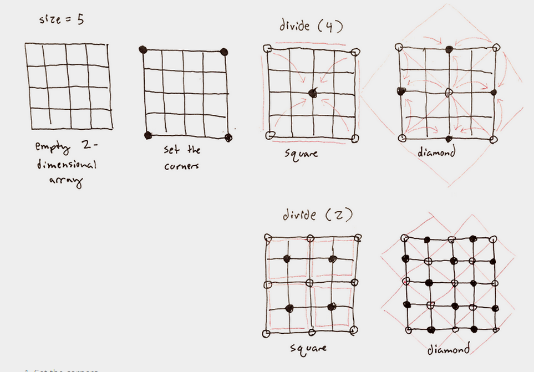 size = 5
empty 2-
dimensional
array
set the
corners
divide (4)
square
diamond
divide (2)
square
diamond